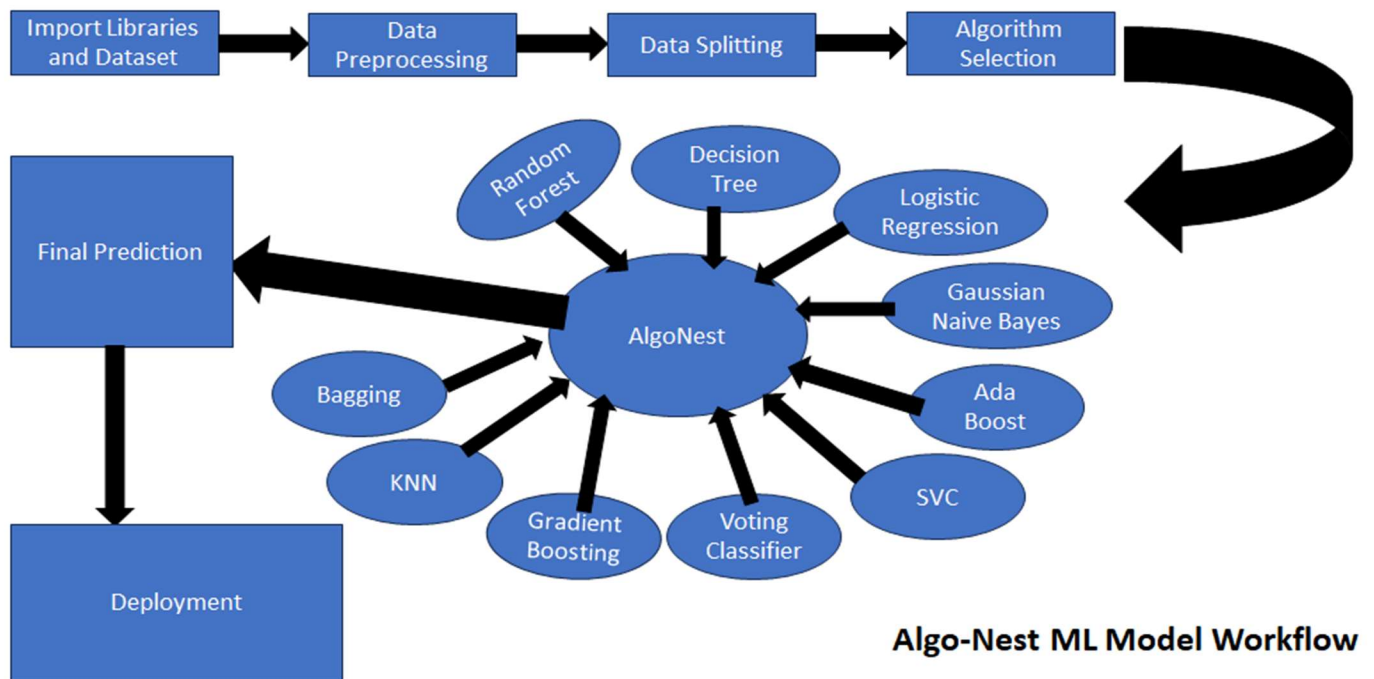 Import Libraries
and Dataset
Data
Preprocessing
Data Splitting
Algorithm
Selection
Random
Forest
Decision
Tree
Logistic
Regression
Final Prediction
Gaussian
Naive Bayes
AlgoNest
Bagging
Ada
Boost
KNN
SVC
Gradient
Boosting
Voting
Classifier
Deployment
Algo-Nest ML Model Workflow